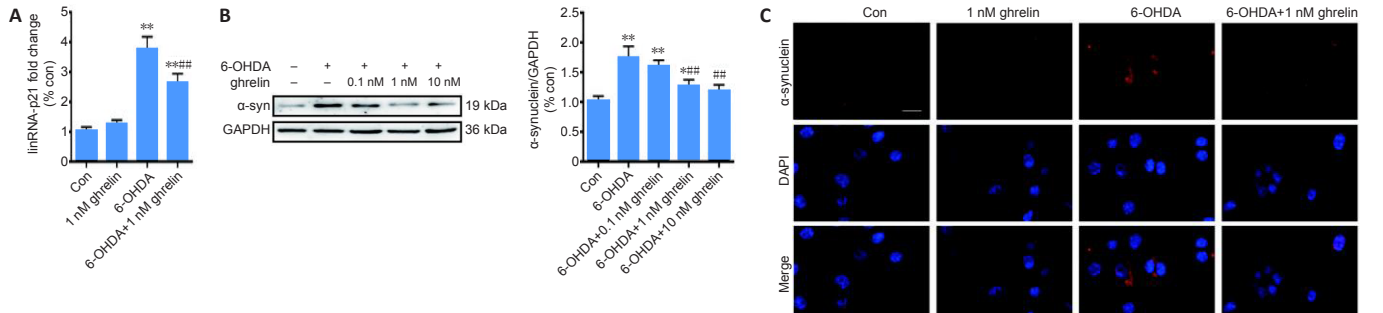 A
linRNA-p21 fold change
(% con)
5
4
3
2
1
0
**
**##
Con
1 nM ghrelin
6-OHDA
6-OHDA+1 nM ghrelin
B
6-OHDA – + + + +
ghrelin – – 0.1 nM 1 nM 10 nM
α-syn 19 kDa
GAPDH 36 kDa
α-synuclein/GAPDH
(% con)
2.5
2.0
1.5
1.0
0.5
0
**
**
*##
##
Con
6-OHDA
6-OHDA+0.1 nM ghrelin
6-OHDA+1 nM ghrelin
6-OHDA+10 nM ghrelin
C
Con 1 nM ghrelin 6-OHDA 6-OHDA+1 nM ghrelin
α-synuclein
DAPI
Merge